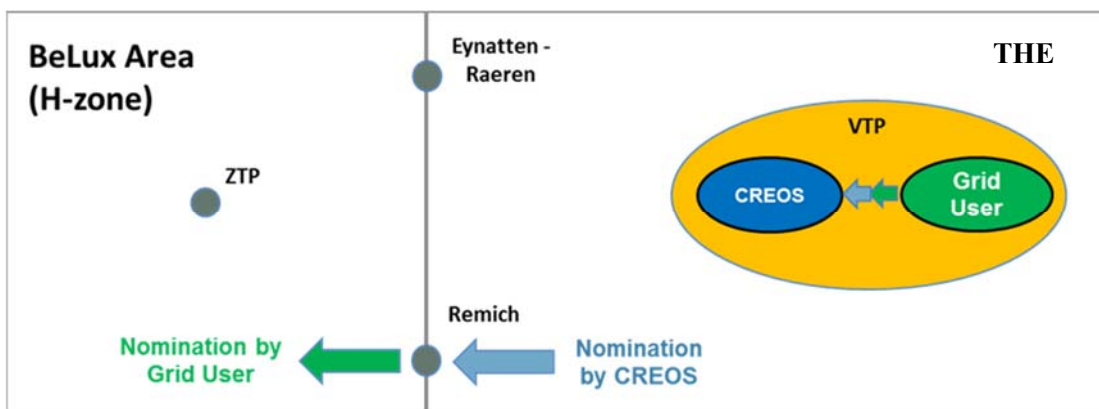 BeLux Area
(H-zone)
Eynatten -
Raeren
THE
ZTP
VTP
CREOS
Grid
User
Remich
Nomination by
Grid User
Nomination
by CREOS